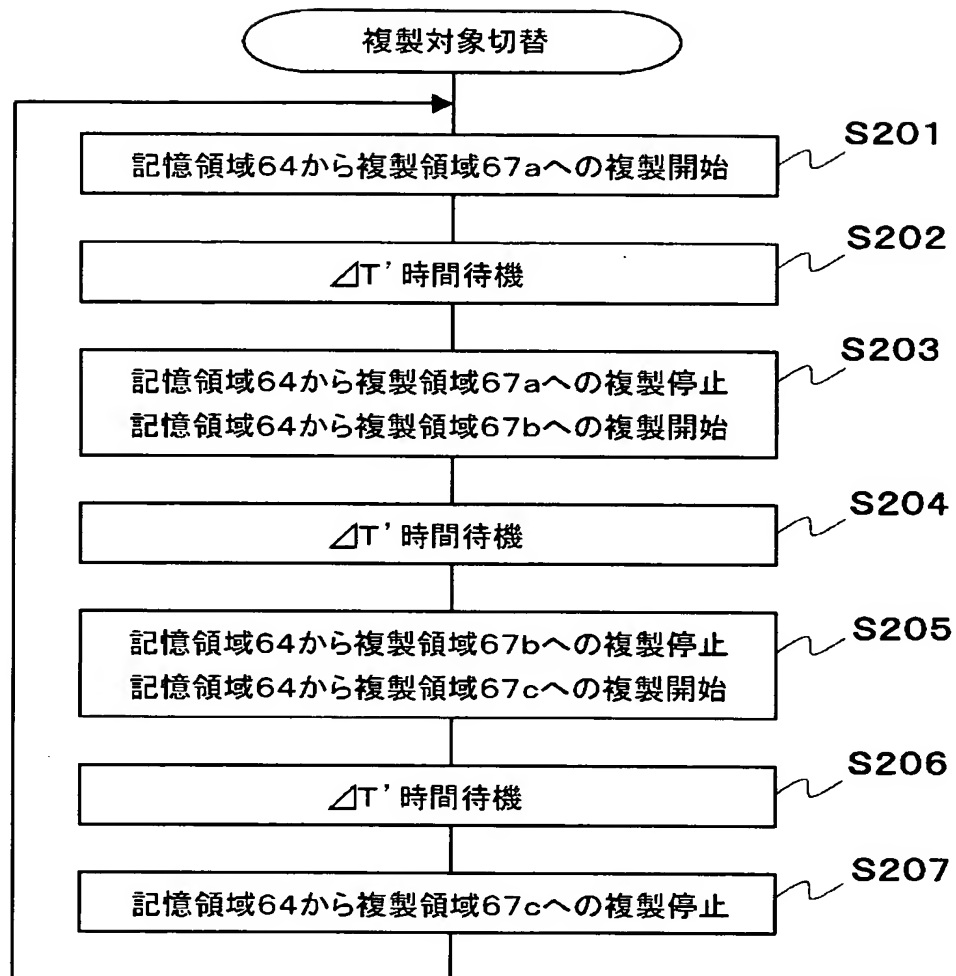 複製対象切替
記憶領域64から複製領域67aへの複製開始
S201
⊿T’時間待機
S202
記憶領域64から複製領域67aへの複製停止
記憶領域64から複製領域67bへの複製開始
S203
⊿T’時間待機
S204
記憶領域64から複製領域67bへの複製停止
記憶領域64から複製領域67cへの複製開始
S205
⊿T’時間待機
S206
記憶領域64から複製領域67cへの複製停止
S207